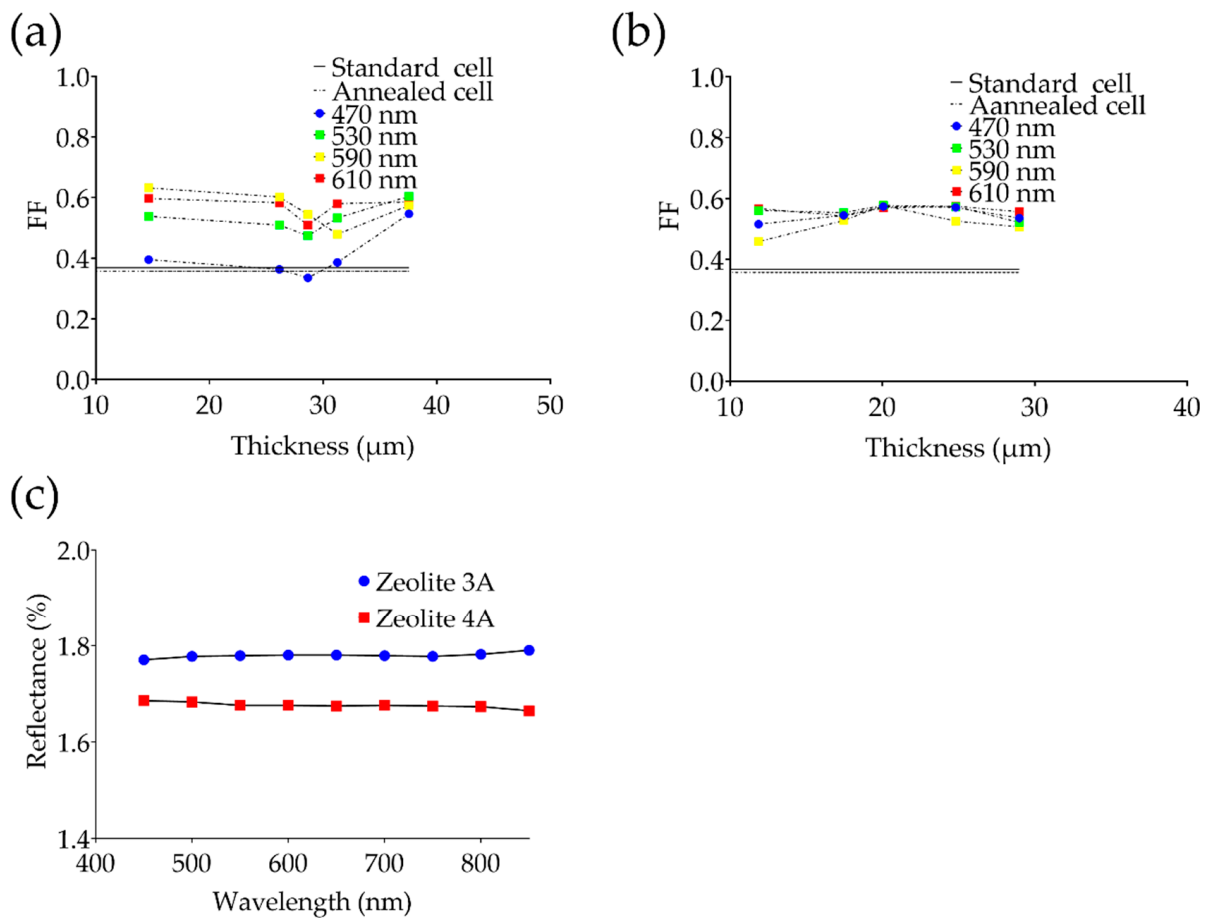 (a)
Standard cell
Annealed cell
470 nm
530 nm
590 nm
610 nm
1.0
0.8
0.6
0.4
0.2
0.0
FF
10 20 30 40 50
Thickness (μm)
(b)
Standard cell
Aannealed cell
470 nm
530 nm
590 nm
610 nm
1.0
0.8
0.6
0.4
0.2
0.0
FF
10 20 30 40
Thickness (μm)
(c)
Zeolite 3A
Zeolite 4A
2.0
1.8
1.6
1.4
Reflectance (%)
400 500 600 700 800
Wavelength (nm)